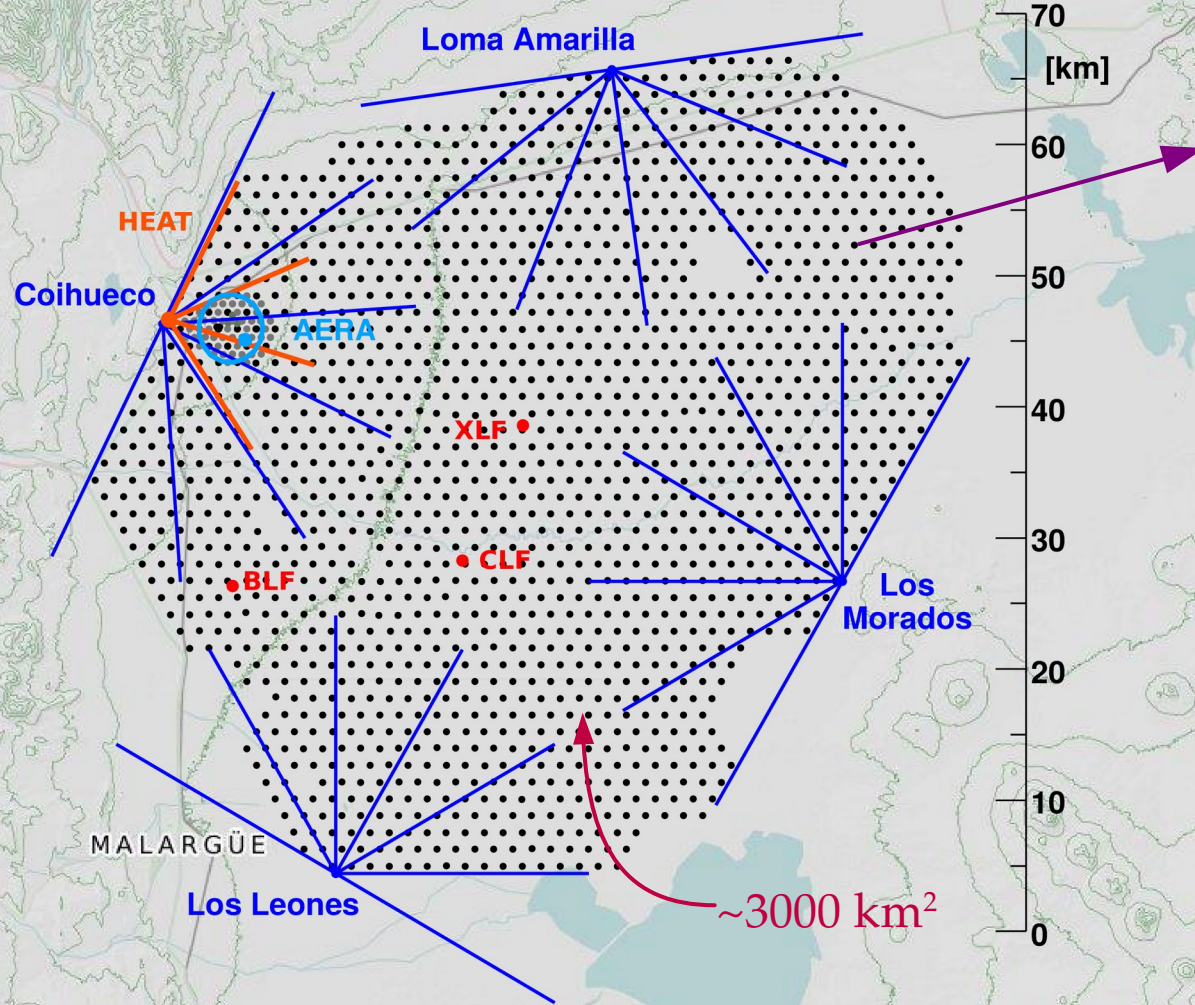 Loma Amarilla
70
[km]
60
HEAT
50
Coihueco
AERA
XLF
40
30
CLF
BLF
Los
Morados
20
10
MALARGÜE
Los Leones
~3000 km²
0